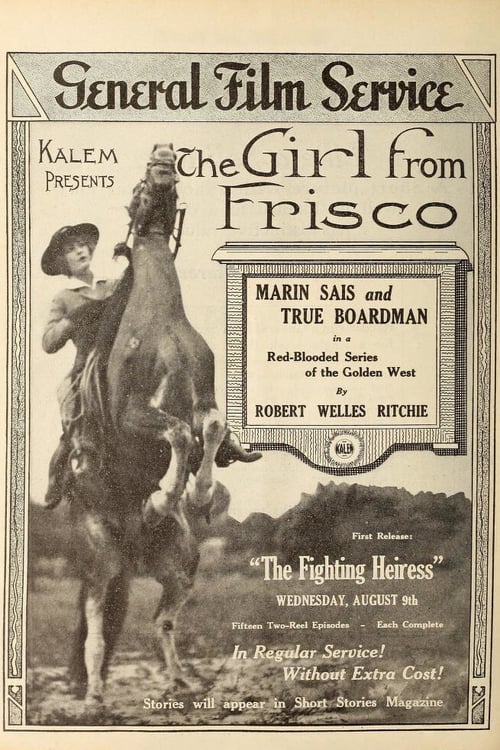 General Film Service
KALEM
PRESENTS
The Girl from
Frisco
MARIN SAIS and
TRUE BOARDMAN
in a
Red-Blooded Series
of the Golden West
By
ROBERT WELLES RITCHIE
KALEM
First Release:
"The Fighting Heiress"
WEDNESDAY, AUGUST 9th
Fifteen Two-Reel Episodes - Each Complete
In Regular Service!
Without Extra Cost!
Stories will appear in Short Stories Magazine